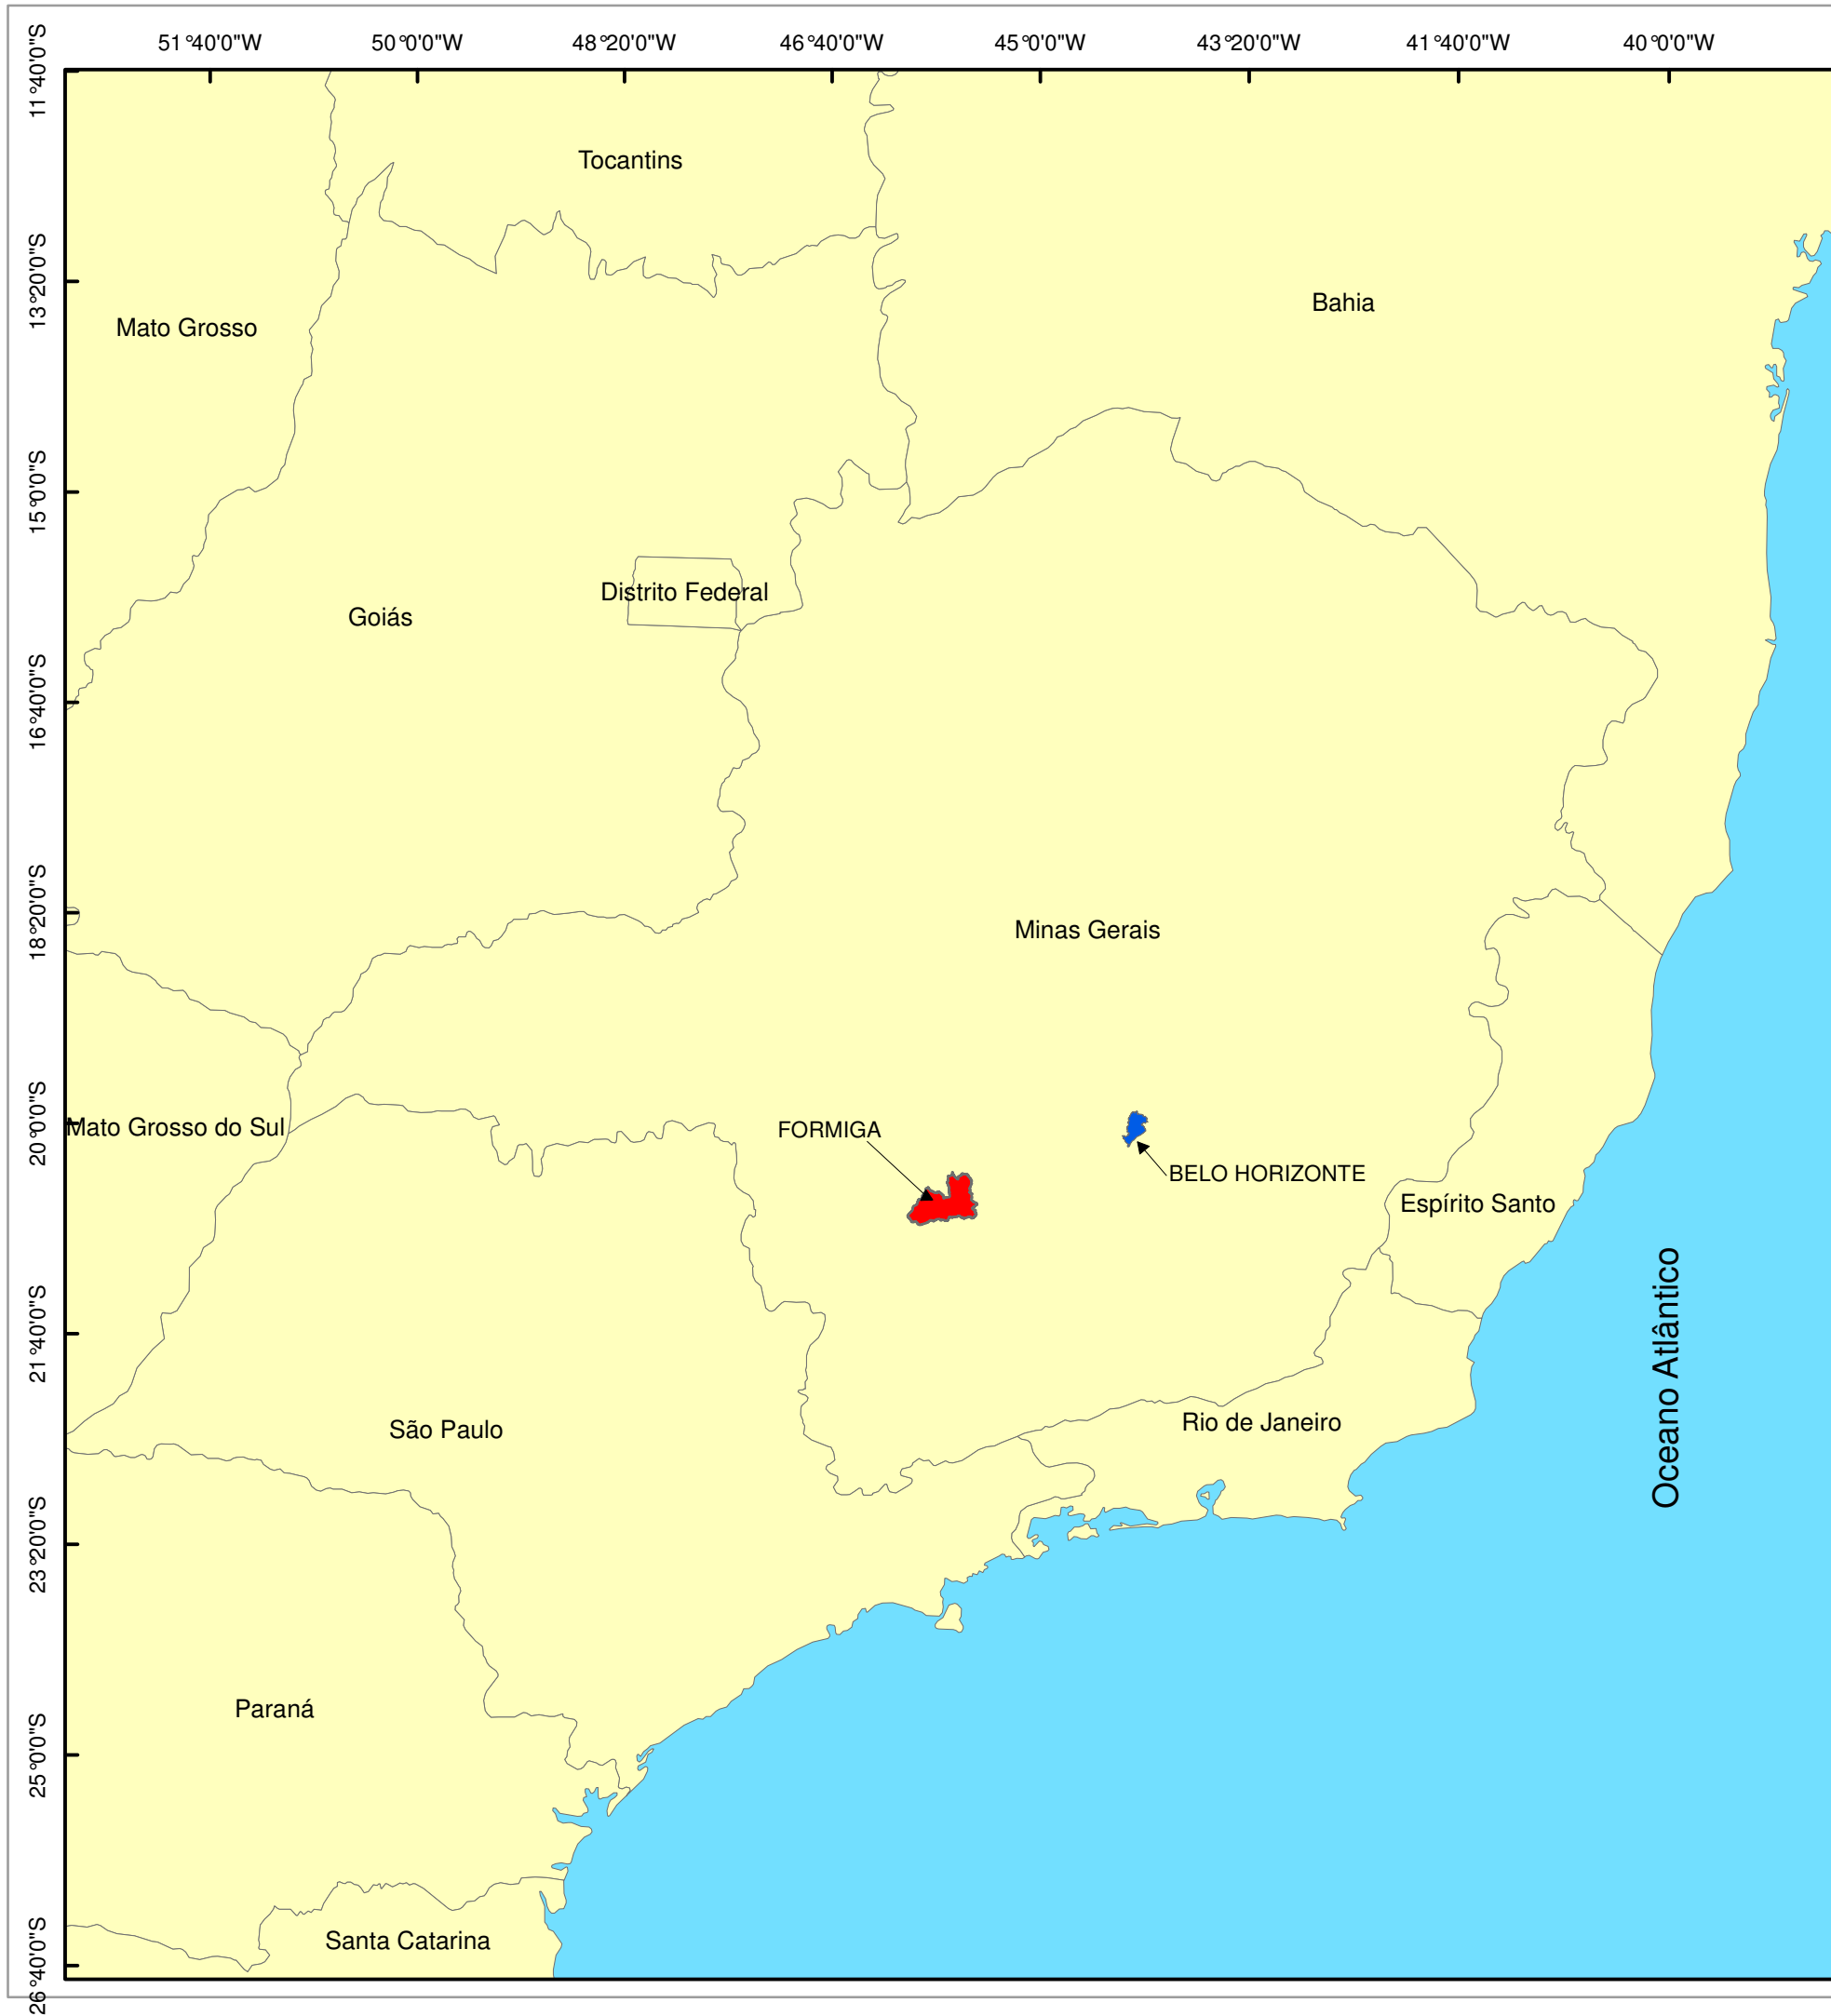 51°40'0"W 50°0'0"W 48°20'0"W 46°40'0"W 45°0'0"W 43°20'0"W 41°40'0"W 40°0'0"W
11°40'0"S
Tocantins
13°20'0"S
Bahia
Mato Grosso
15°0'0"S
Distrito Federal
Goiás
16°40'0"S
18°20'0"S
Minas Gerais
20°0'0"S
Mato Grosso do Sul
FORMIGA
BELO HORIZONTE
Espírito Santo
21°40'0"S
Oceano Atlântico
São Paulo
Rio de Janeiro
23°20'0"S
Paraná
25°0'0"S
Santa Catarina
26°40'0"S